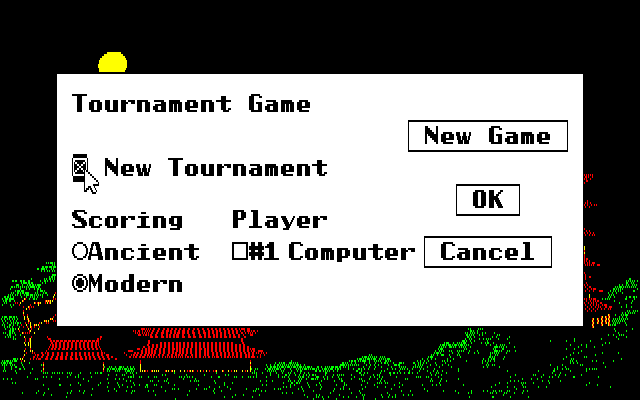 Tournament Game
New Game
New Tournament
OK
Scoring Player
Ancient #1 Computer Cancel
Modern